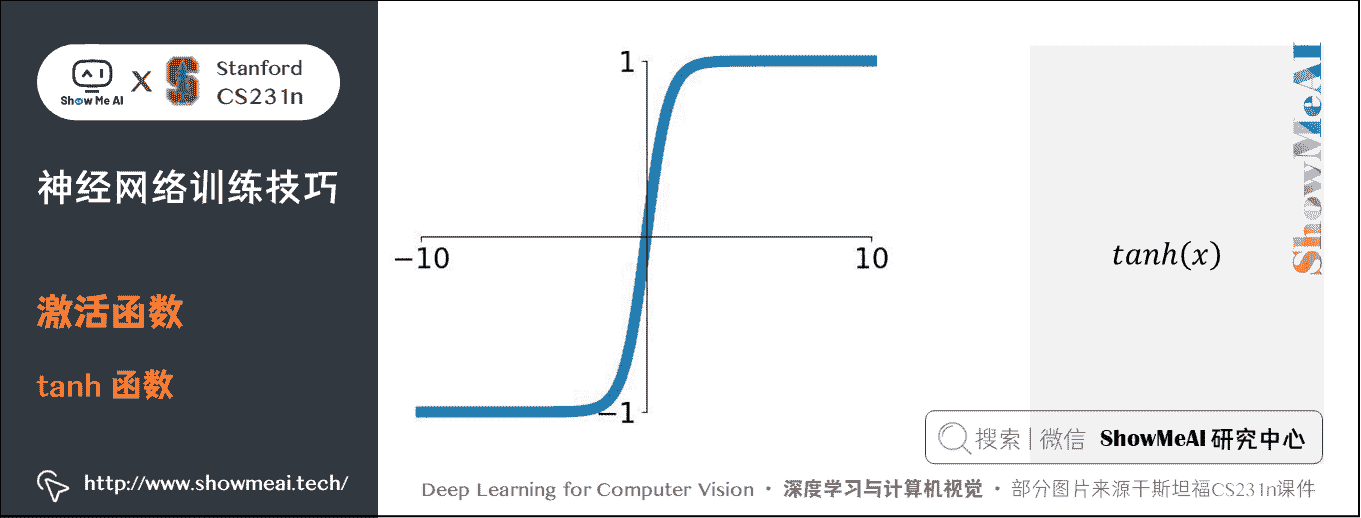 Show Me AI
X
Stanford
CS231n
神经网络训练技巧
激活函数
tanh 函数
http://www.showmeai.tech/
1
−10
10
−1
tanh(x)
ShowMeAI
搜索 | 微信 ShowMeAI 研究中心
Deep Learning for Computer Vision · 深度学习与计算机视觉 · 部分图片来源于斯坦福CS231n课件